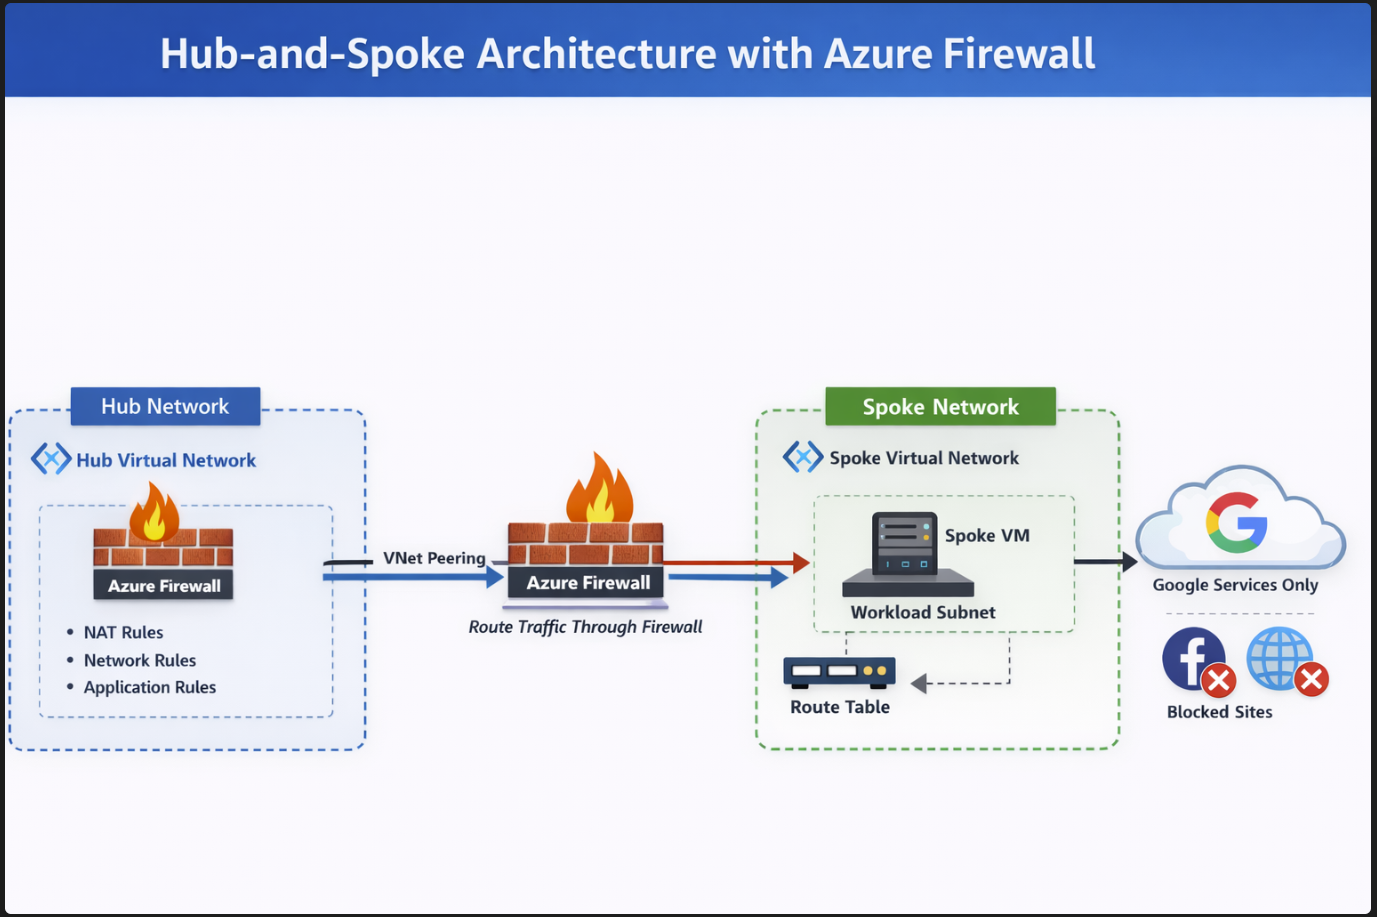 Hub-and-Spoke Architecture with Azure Firewall
Hub Network
Hub Virtual Network
Azure Firewall
• NAT Rules
• Network Rules
• Application Rules
VNet Peering
Azure Firewall
Route Traffic Through Firewall
Spoke Network
Spoke Virtual Network
Spoke VM
Workload Subnet
Route Table
Google Services Only
Blocked Sites